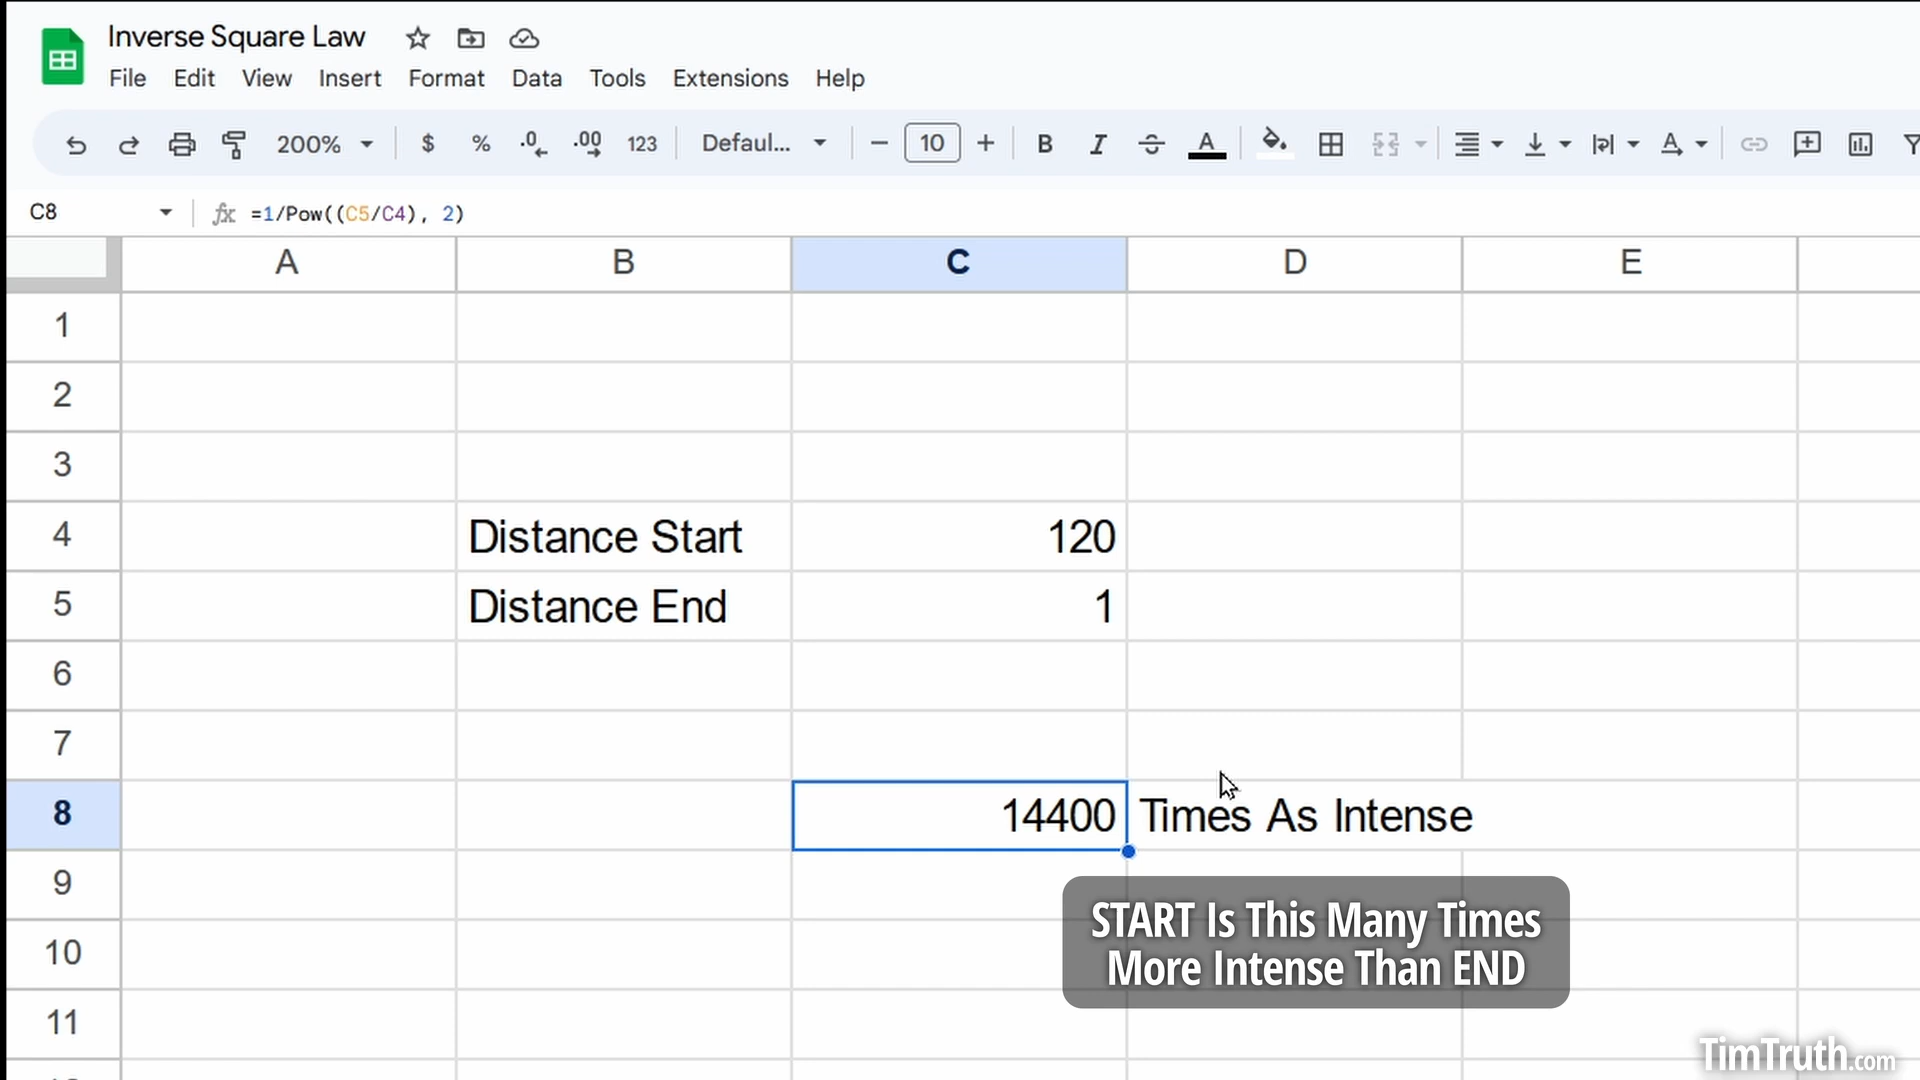 Inverse Square Law
File Edit View Insert Format Data Tools Extensions Help
200% $ % .0 .00 123 Defaul... 10 B I S A A
C8 fx =1/Pow((C5/C4), 2)
A B C D E
1
2
3
4 Distance Start 120
5 Distance End 1
6
7
8 14400 Times As Intense
9
START Is This Many Times
10
More Intense Than END
11
TimTruth.com